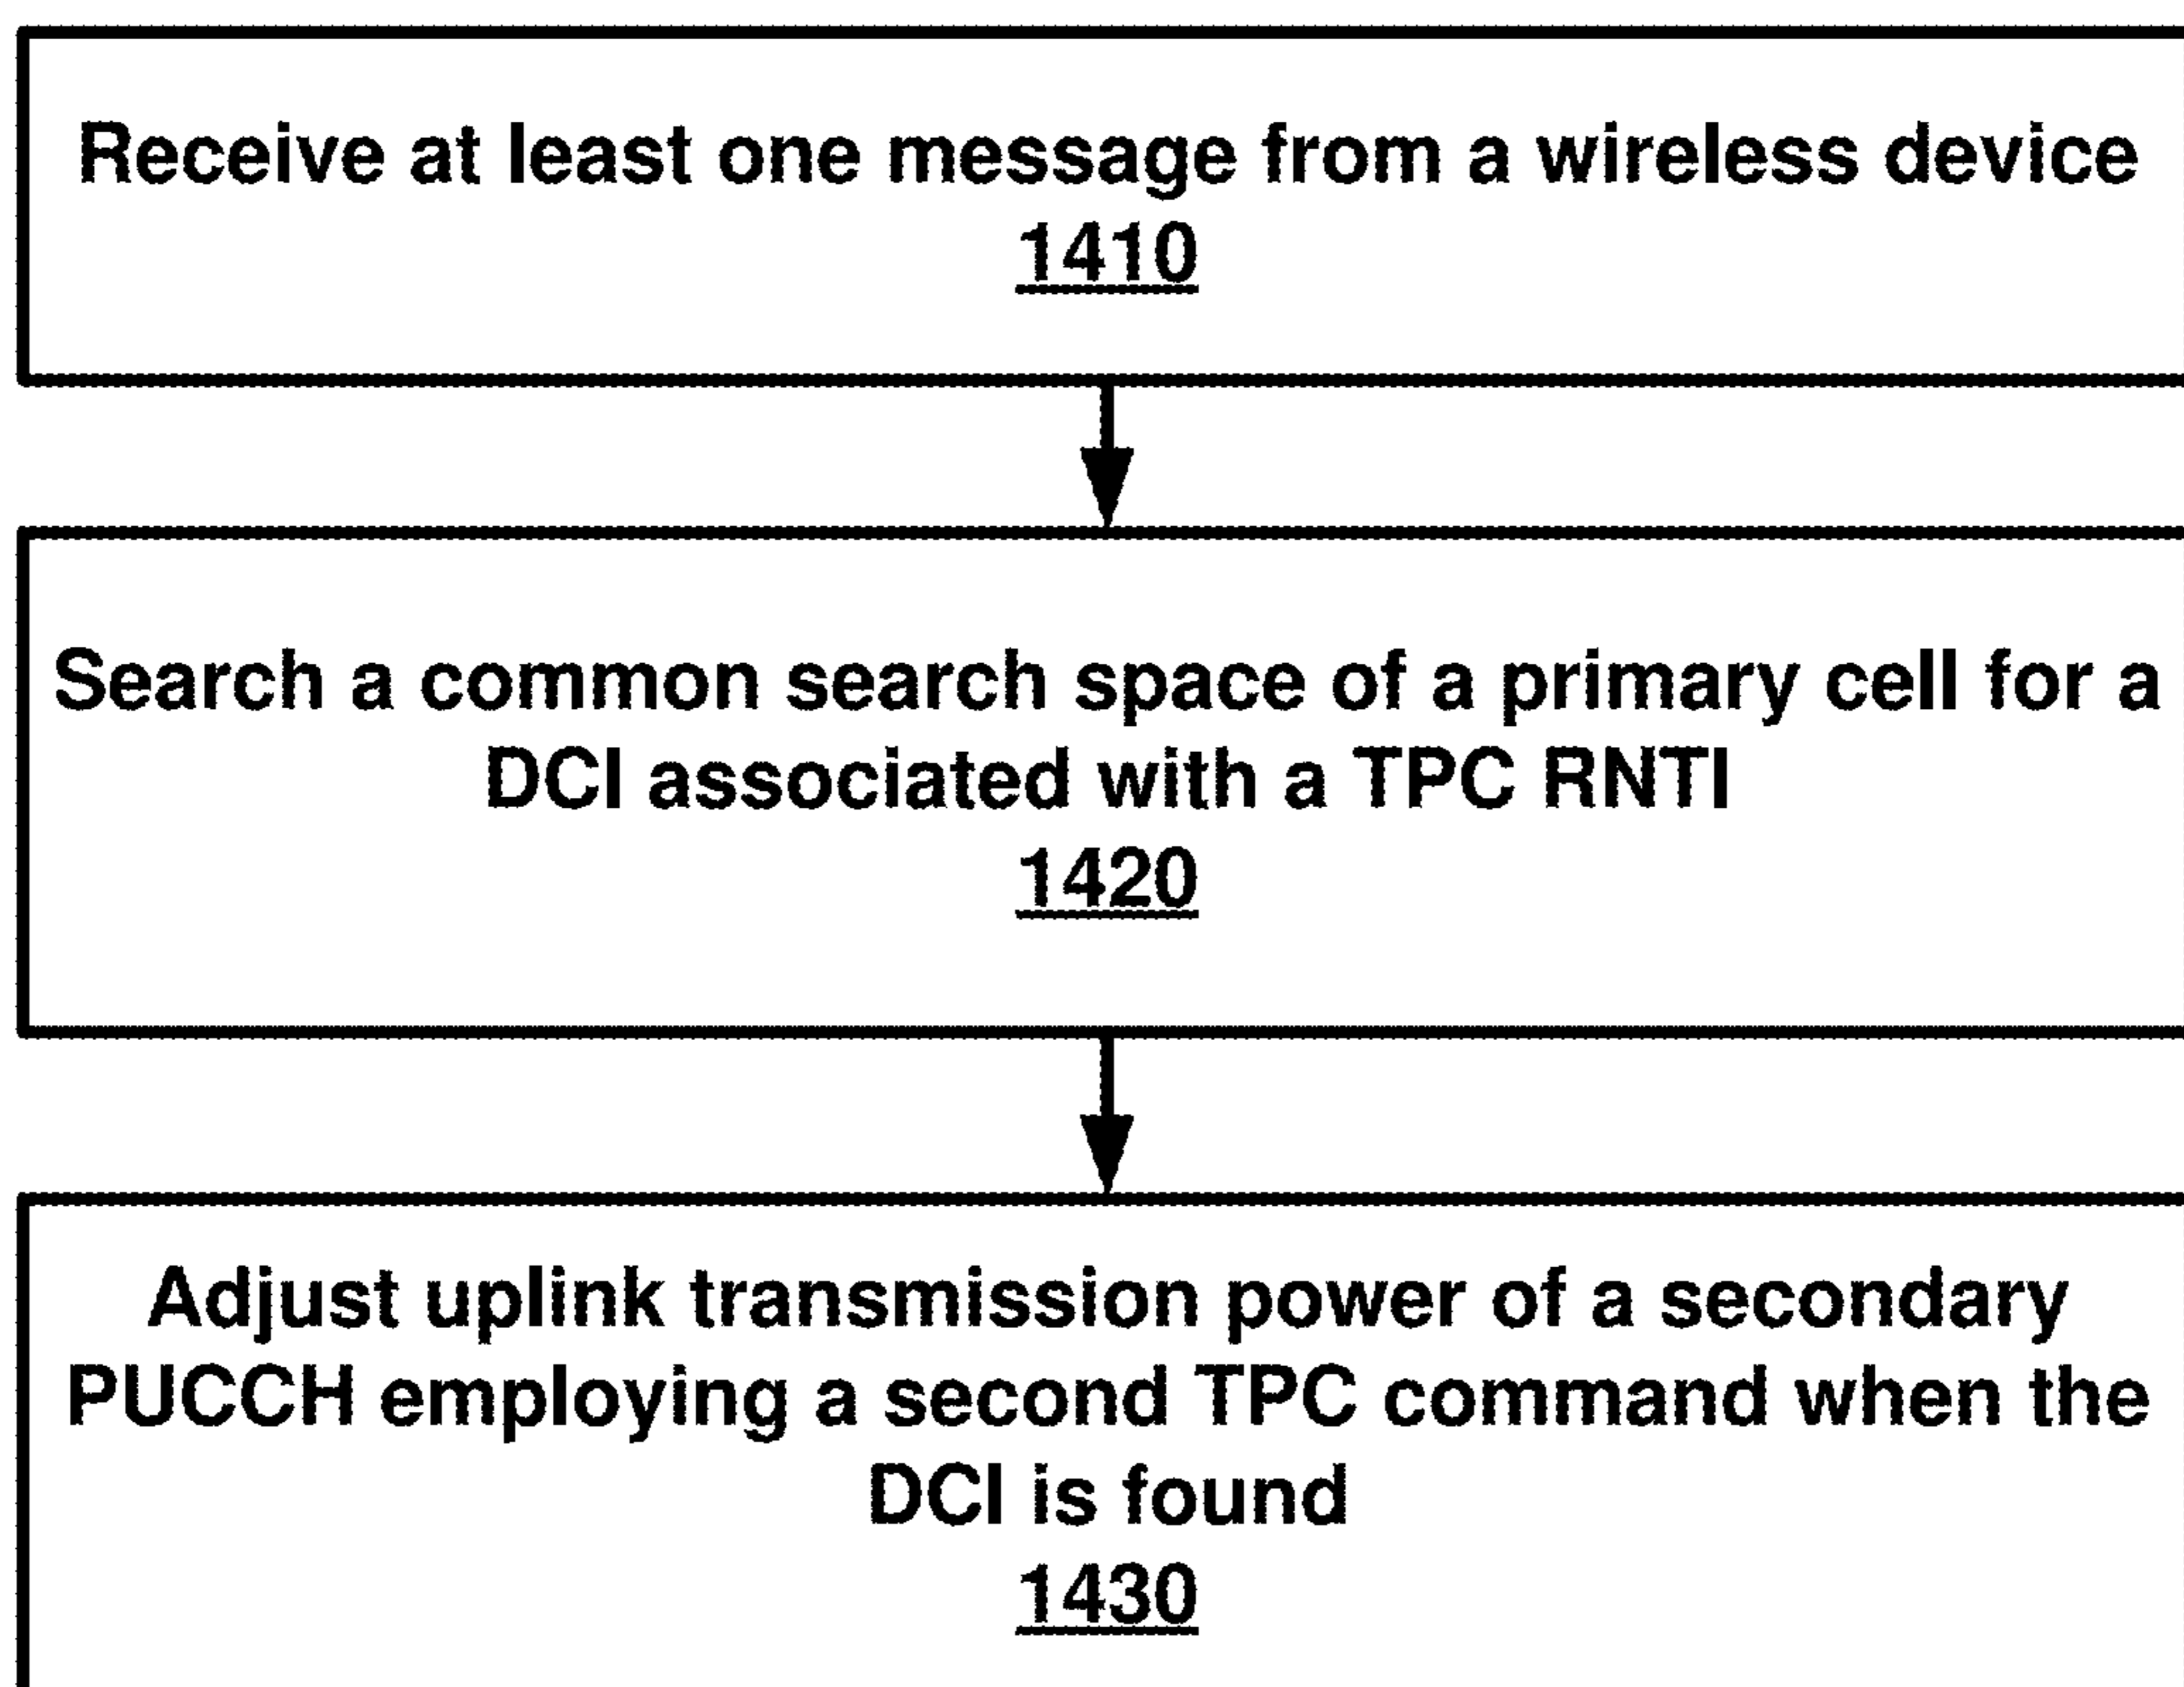 Receive at least one message from a wireless device
1410
Search a common search space of a primary cell for a
DCI associated with a TPC RNTI
1420
Adjust uplink transmission power of a secondary
PUCCH employing a second TPC command when the
DCI is found
1430